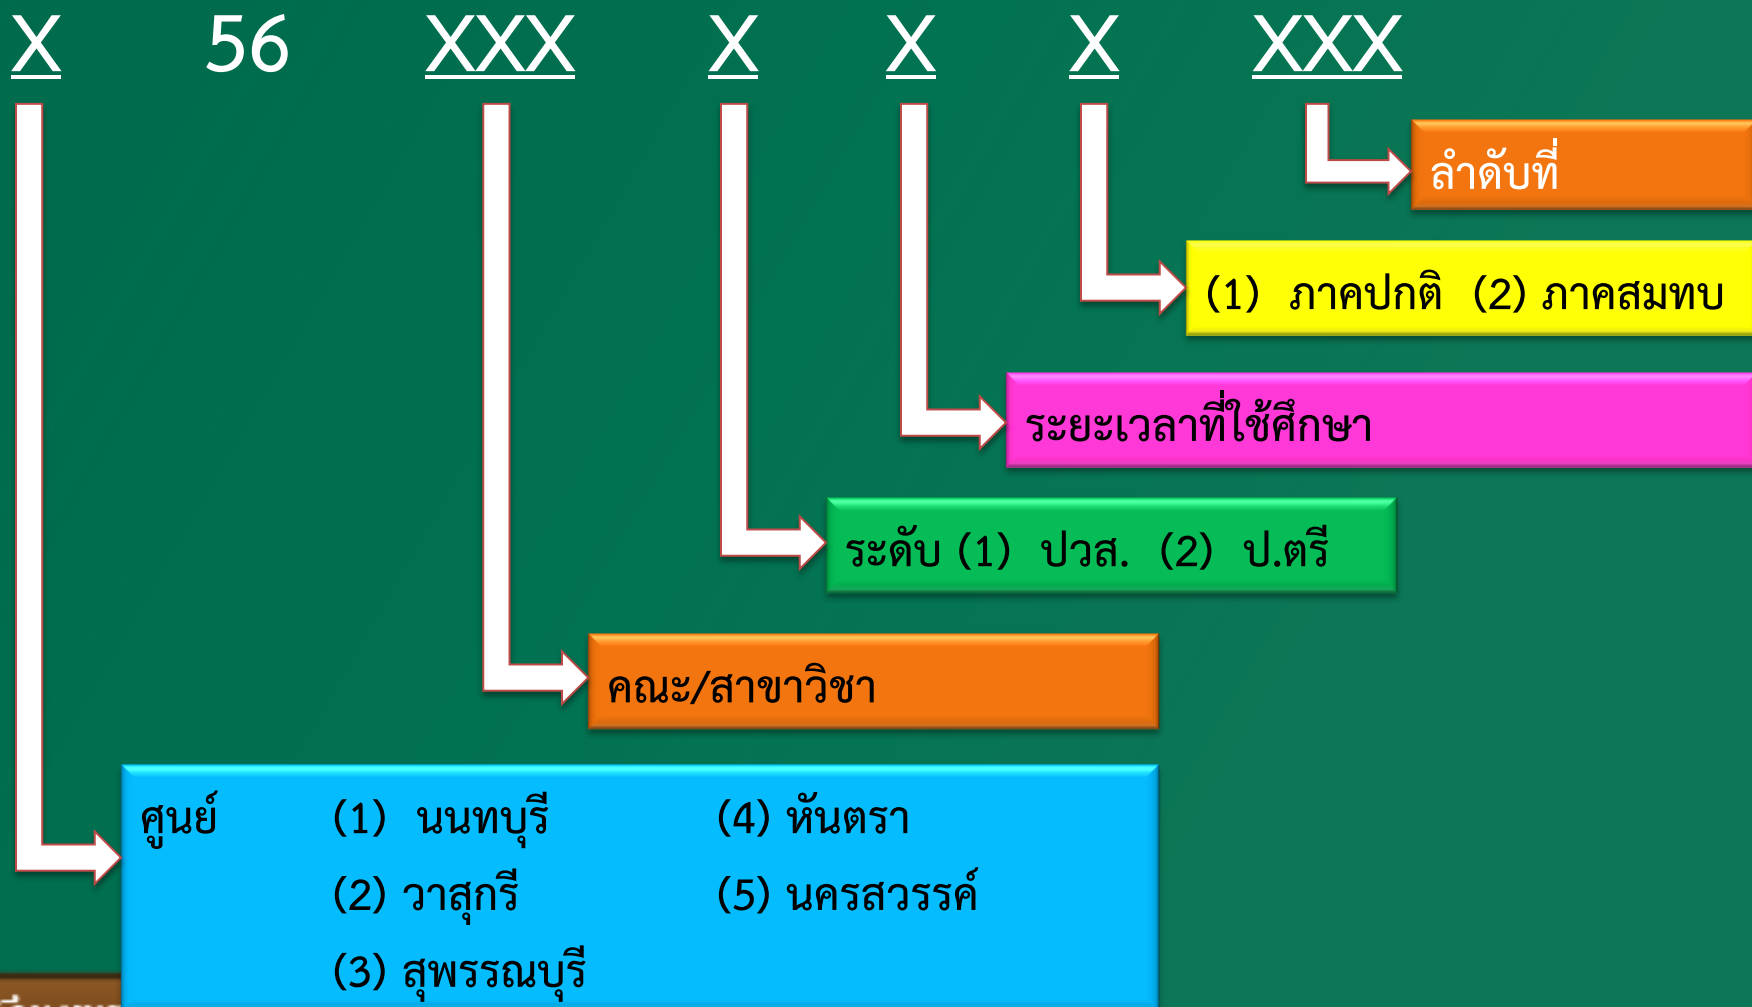 X 56 XXX X X X XXX
ลำดับที่
(1) ภาคปกติ (2) ภาคสมทบ
ระยะเวลาที่ใช้ศึกษา
ระดับ (1) ปวส. (2) ป.ตรี
คณะ/สาขาวิชา
ศูนย์ (1) นนทบุรี (4) หันตรา
(2) วาสุกรี (5) นครสวรรค์
(3) สุพรรณบุรี